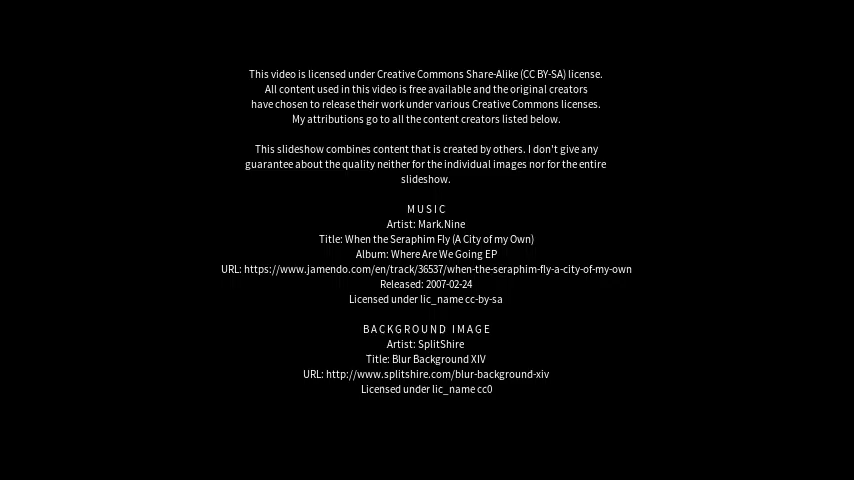 This video is licensed under Creative Commons Share-Alike (CC BY-SA) license.
All content used in this video is free available and the original creators
have chosen to release their work under various Creative Commons licenses.
My attributions go to all the content creators listed below.
This slideshow combines content that is created by others. I don't give any
guarantee about the quality neither for the individual images nor for the entire
slideshow.
MUSIC
Artist: Mark.Nine
Title: When the Seraphim Fly (A City of my Own)
Album: Where Are We Going EP
URL: https://www.jamendo.com/en/track/36537/when-the-seraphim-fly-a-city-of-my-own
Released: 2007-02-24
Licensed under lic_name cc-by-sa
BACKGROUND IMAGE
Artist: SplitShire
Title: Blur Background XIV
URL: http://www.splitshire.com/blur-background-xiv
Licensed under lic_name cc0